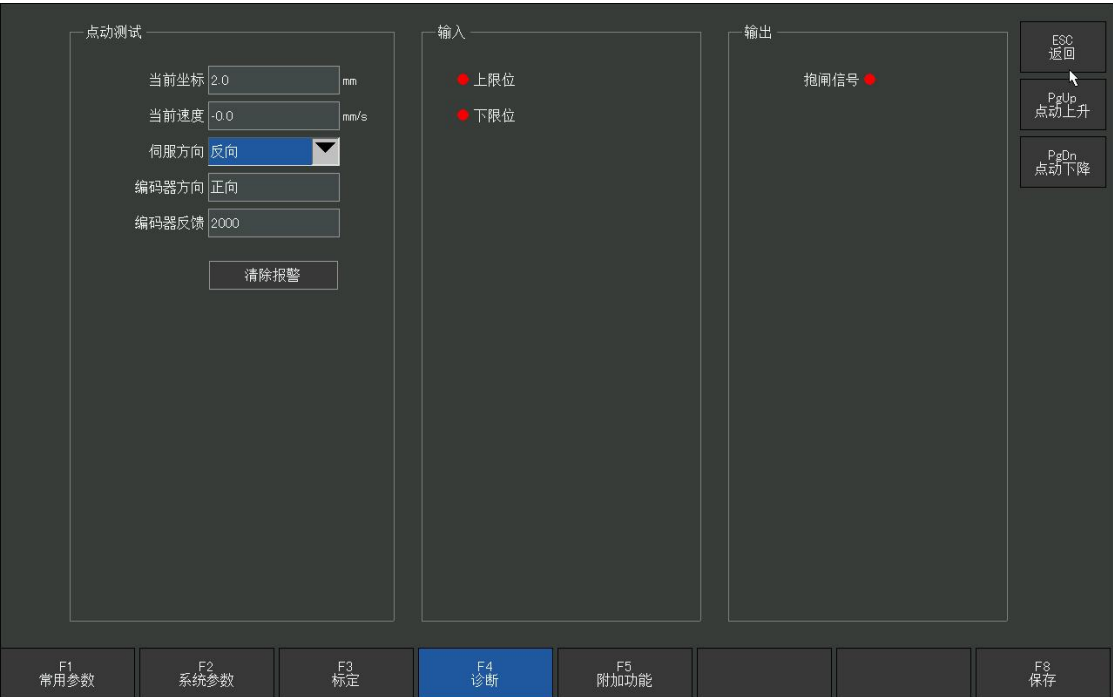 点动测试
当前坐标 2.0 mm
当前速度 -0.0 mm/s
伺服方向 反向
编码器方向 正向
编码器反馈 2000
清除报警
输入
上限位
下限位
输出
抱闸信号
ESC
返回
PgUp
点动上升
PgDn
点动下降
F1
常用参数
F2
系统参数
F3
标定
F4
诊断
F5
附加功能
F8
保存